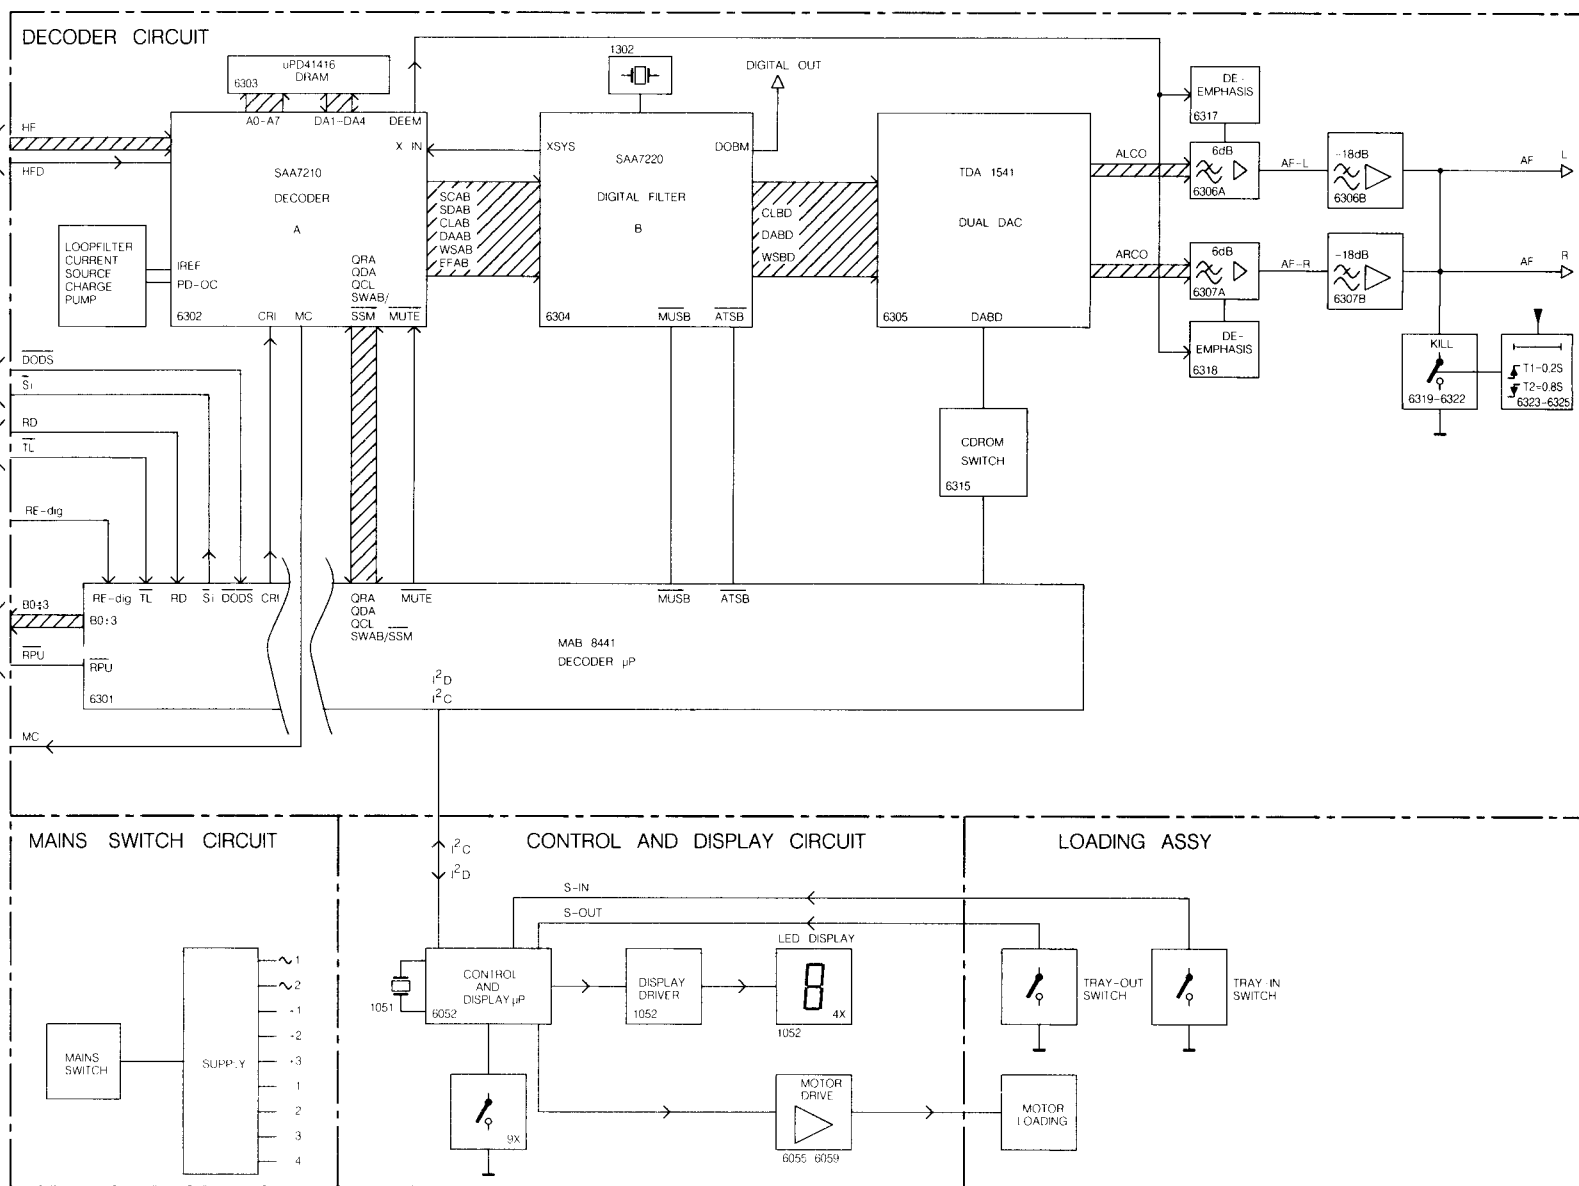 DECODER CIRCUIT
uPD41416
DRAM
6303
1302
DIGITAL OUT
DE-
EMPHASIS
6317
HF
HFD
A0-A7
DA1-DA4
DEEM
X IN
SAA7210
DECODER
A
XSYS
SAA7220
DOBM
DIGITAL FILTER
B
TDA 1541
DUAL DAC
ALCO
6dB
6306A
AF-L
-18dB
6306B
AF
L
SCAB
SDAB
CLAB
DAAB
WSAB
EFAB
CLBD
DABD
WSBD
LOOPFILTER
CURRENT
SOURCE
CHARGE
PUMP
IREF
PD-OC
QRA
QDA
QCL
SWAB/
SSM
MUTE
6302
CRI
MC
6304
MUSB
ATSB
6305
DABD
ARCO
6dB
6307A
AF-R
-18dB
6307B
AF
R
DE-
EMPHASIS
6318
KILL
6319-6322
T1-0.2S
T2=0.8S
6323-6325
DODS
Si
RD
TL
RE-dig
CDROM
SWITCH
6315
B0÷3
RPU
RE-dig
TL
RD
Si
DODS
CRI
B0:3
RPU
6301
QRA
QDA
QCL
SWAB/SSM
MUTE
MUSB
ATSB
MAB 8441
DECODER µP
I²D
I²C
MC
MAINS SWITCH CIRCUIT
I²C
I²D
CONTROL AND DISPLAY CIRCUIT
LOADING ASSY
S-IN
S-OUT
MAINS
SWITCH
SUPPLY
~1
~2
-1
3
1
2
3
4
1051
CONTROL
AND
DISPLAY µP
6052
DISPLAY
DRIVER
1052
LED DISPLAY
8
4X
1052
TRAY-OUT
SWITCH
TRAY-IN
SWITCH
9X
MOTOR
DRIVE
6055 6059
MOTOR
LOADING